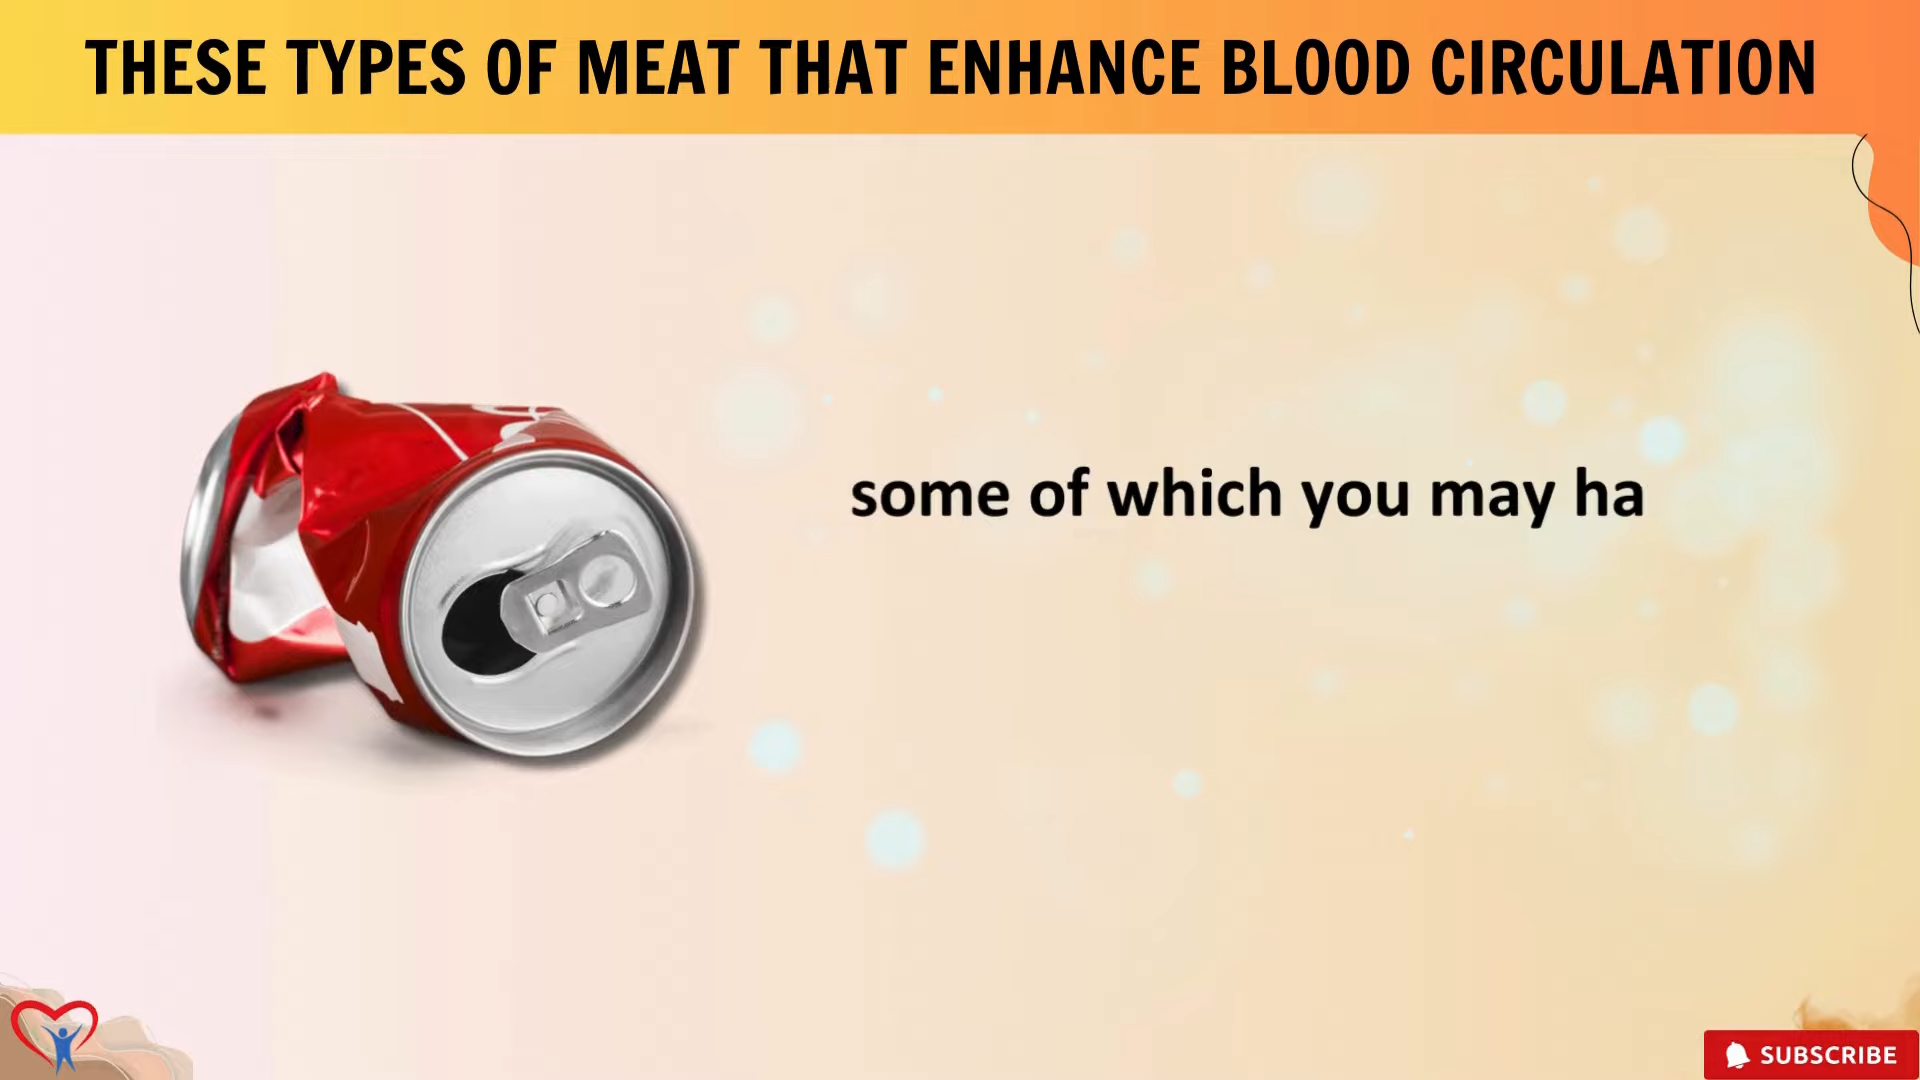 THESE TYPES OF MEAT THAT ENHANCE BLOOD CIRCULATION
some of which you may ha
SUBSCRIBE